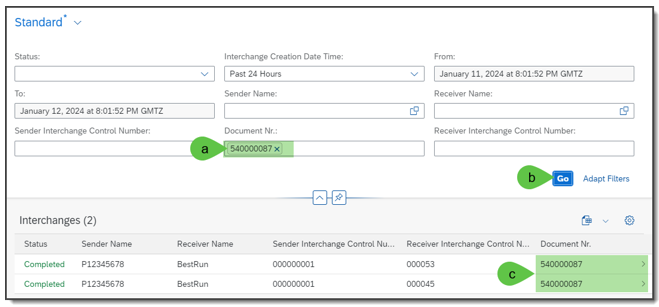 Standard*
Status: Interchange Creation Date Time: From:
Past 24 Hours January 11, 2024 at 8:01:52 PM GMTZ
To: Sender Name: Receiver Name:
January 12, 2024 at 8:01:52 PM GMTZ
Sender Interchange Control Number: Document Nr.: Receiver Interchange Control Number:
a 540000087 ×
b Go Adapt Filters
Interchanges (2)
Status Sender Name Receiver Name Sender Interchange Control Nu... Receiver Interchange Control N... Document Nr.
Completed P12345678 BestRun 000000001 000053 540000087
c
Completed P12345678 BestRun 000000001 000045 540000087